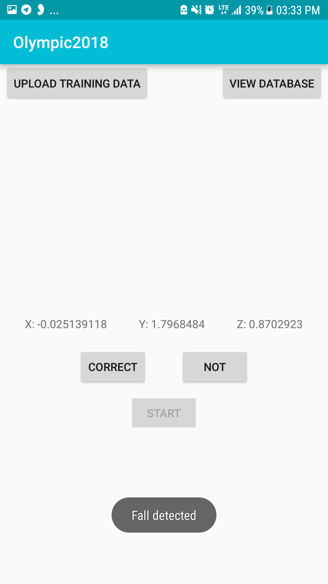 ... LTE 39% 03:33 PM
Olympic2018
UPLOAD TRAINING DATA VIEW DATABASE
X: -0.025139118 Y: 1.7968484 Z: 0.8702923
CORRECT NOT
START
Fall detected